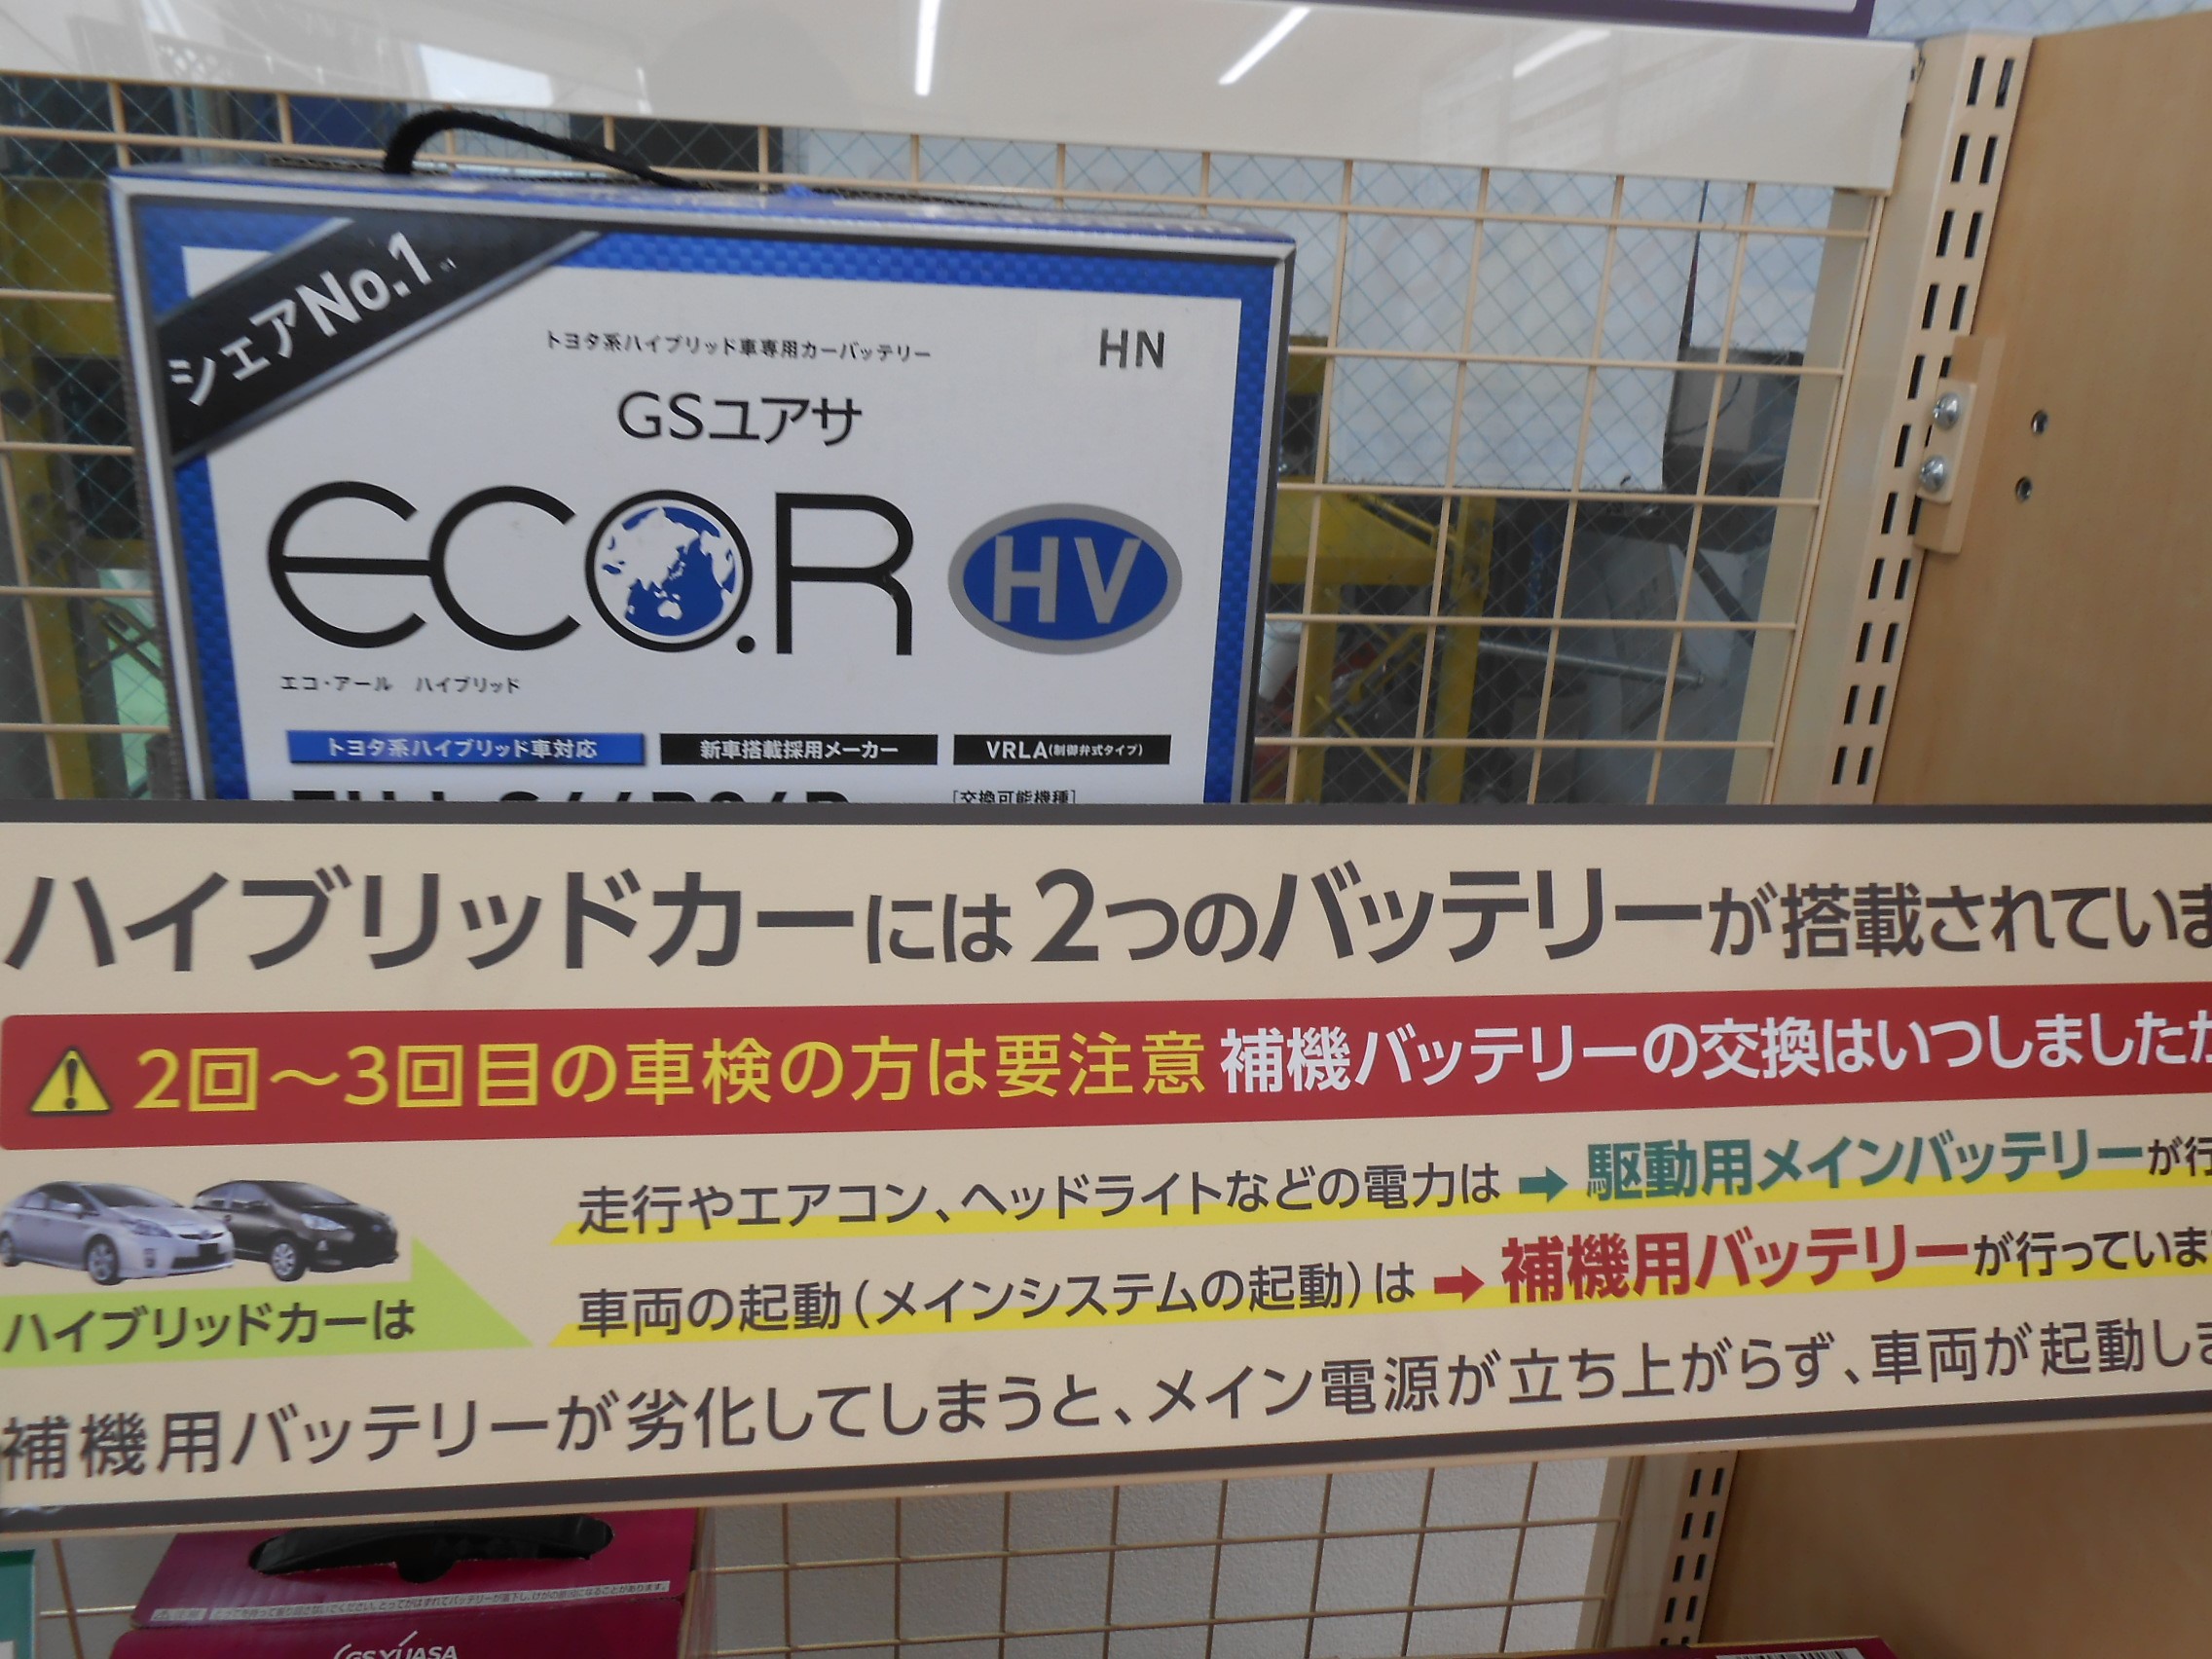 シェアNo.1
トヨタ系ハイブリッド車専用カーバッテリー
HN
GSユアサ
ECO.R HV
エコ・アール ハイブリッド
トヨタ系ハイブリッド車対応 新車搭載採用メーカー VRLA(制御弁式タイプ)
[交換可能機種]
ハイブリッドカーには2つのバッテリーが搭載されていま
2回〜3回目の車検の方は要注意 補機バッテリーの交換はいつしましたか
走行やエアコン、ヘッドライトなどの電力は➡駆動用メインバッテリーが行
車両の起動(メインシステムの起動)は➡補機用バッテリーが行っていま
ハイブリッドカーは
補機用バッテリーが劣化してしまうと、メイン電源が立ち上がらず、車両が起動しま
GS YUASA